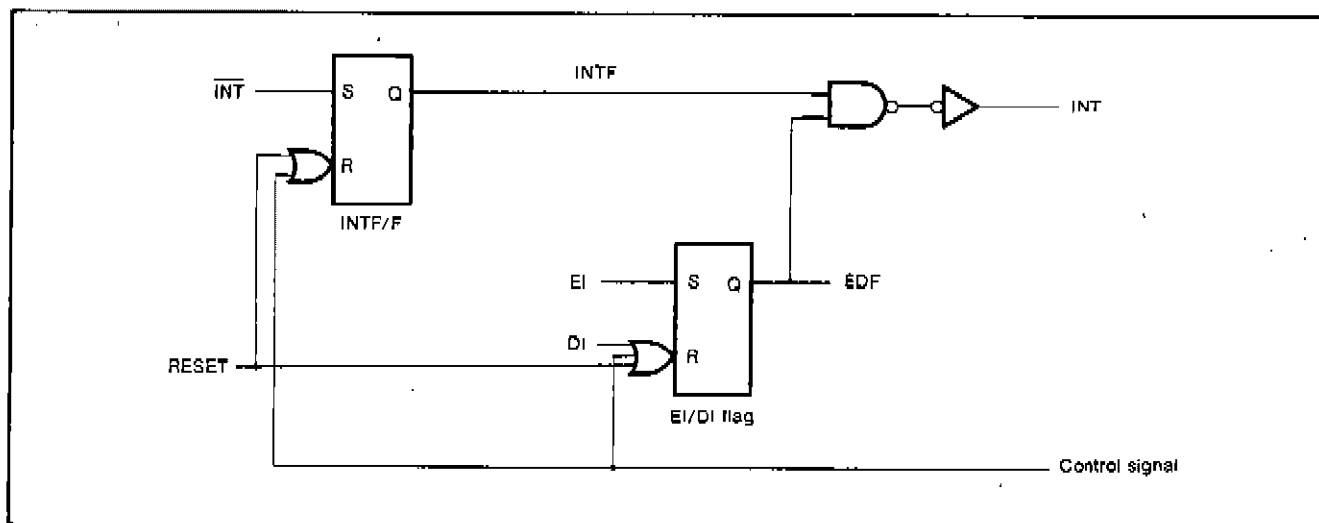 INTF
INT
S Q
INT
R
INTF/F
EI
S Q
EDF
DI
R
RESET
EI/DI flag
Control signal